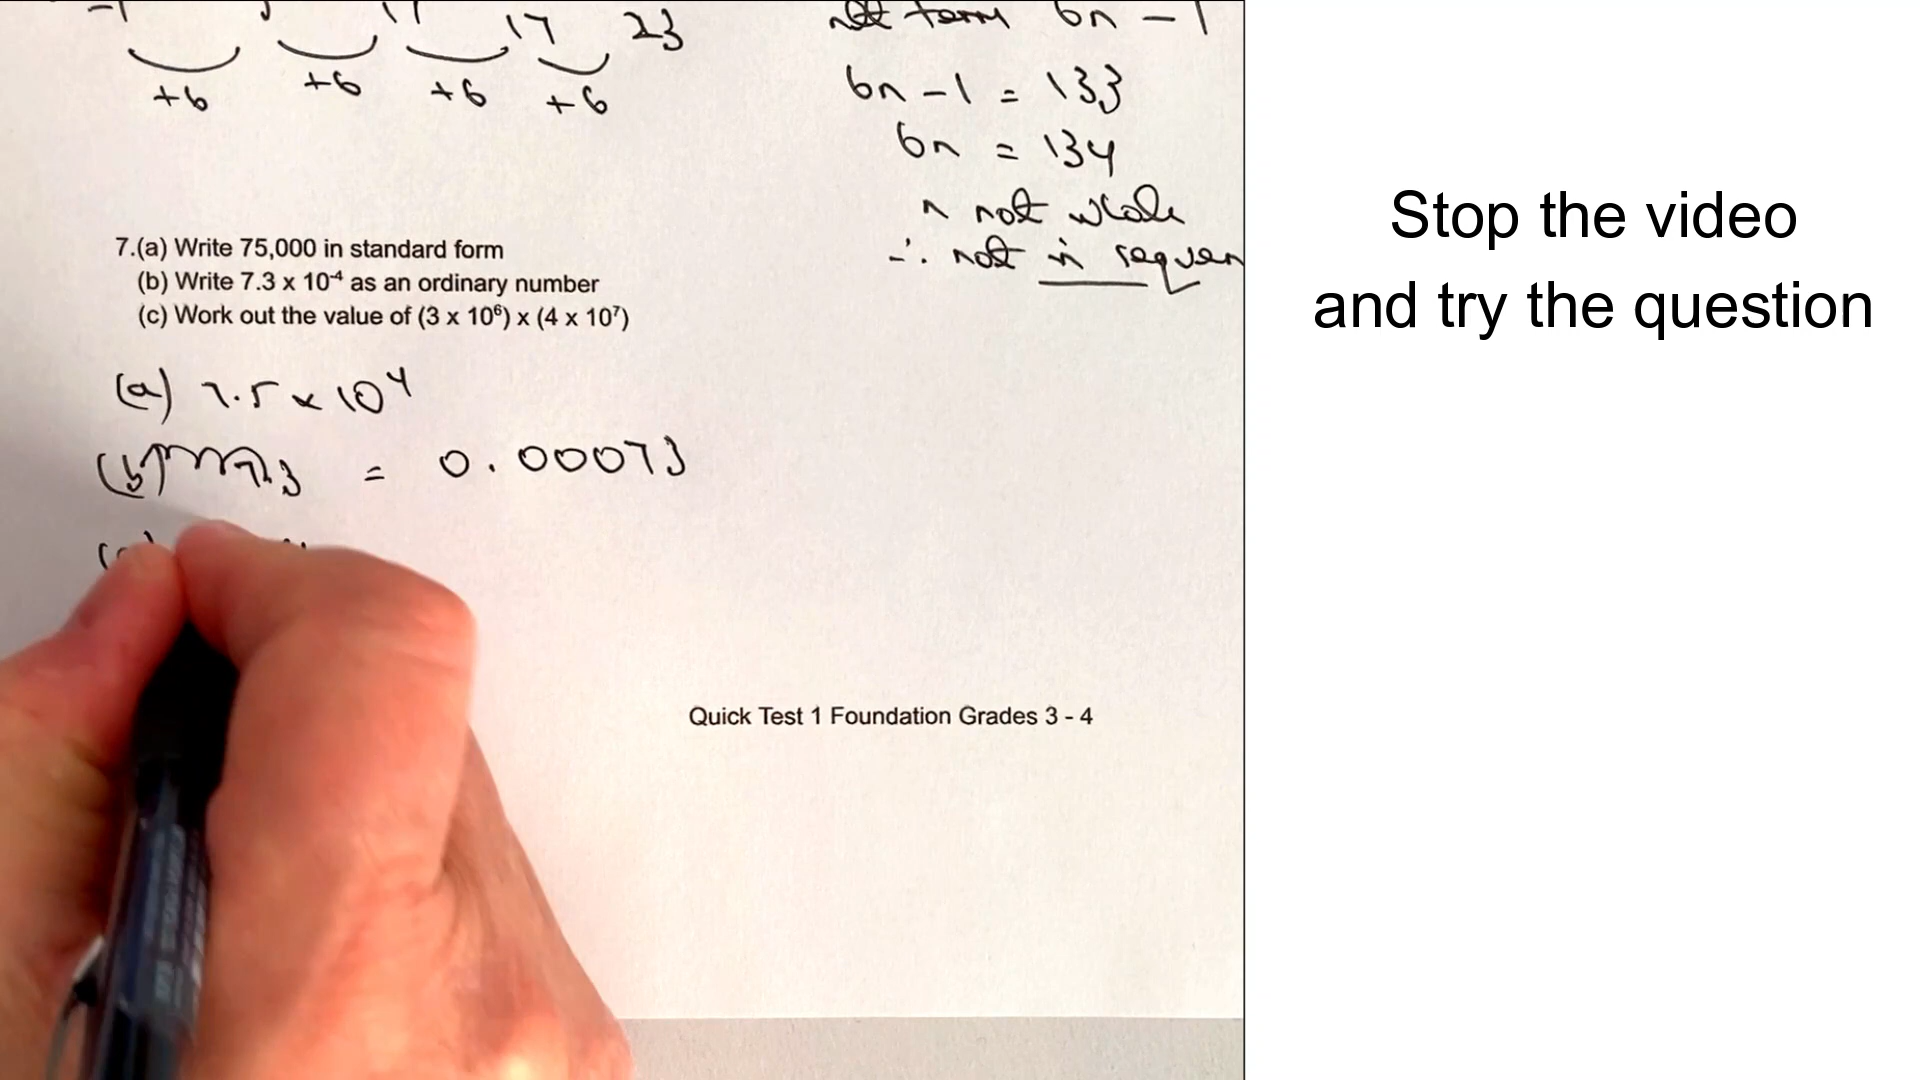 17 23
+6 +6 +6 +6
term 6n - 1
6n - 1 = 133
6n = 134
n not whole
∴ not in sequen
7.(a) Write 75,000 in standard form
(b) Write 7.3 x 10⁻⁴ as an ordinary number
(c) Work out the value of (3 x 10⁶) x (4 x 10⁷)
(a) 7.5 x 10⁴
(b) 7.3 = 0.00073
Quick Test 1 Foundation Grades 3 - 4
Stop the video
and try the question